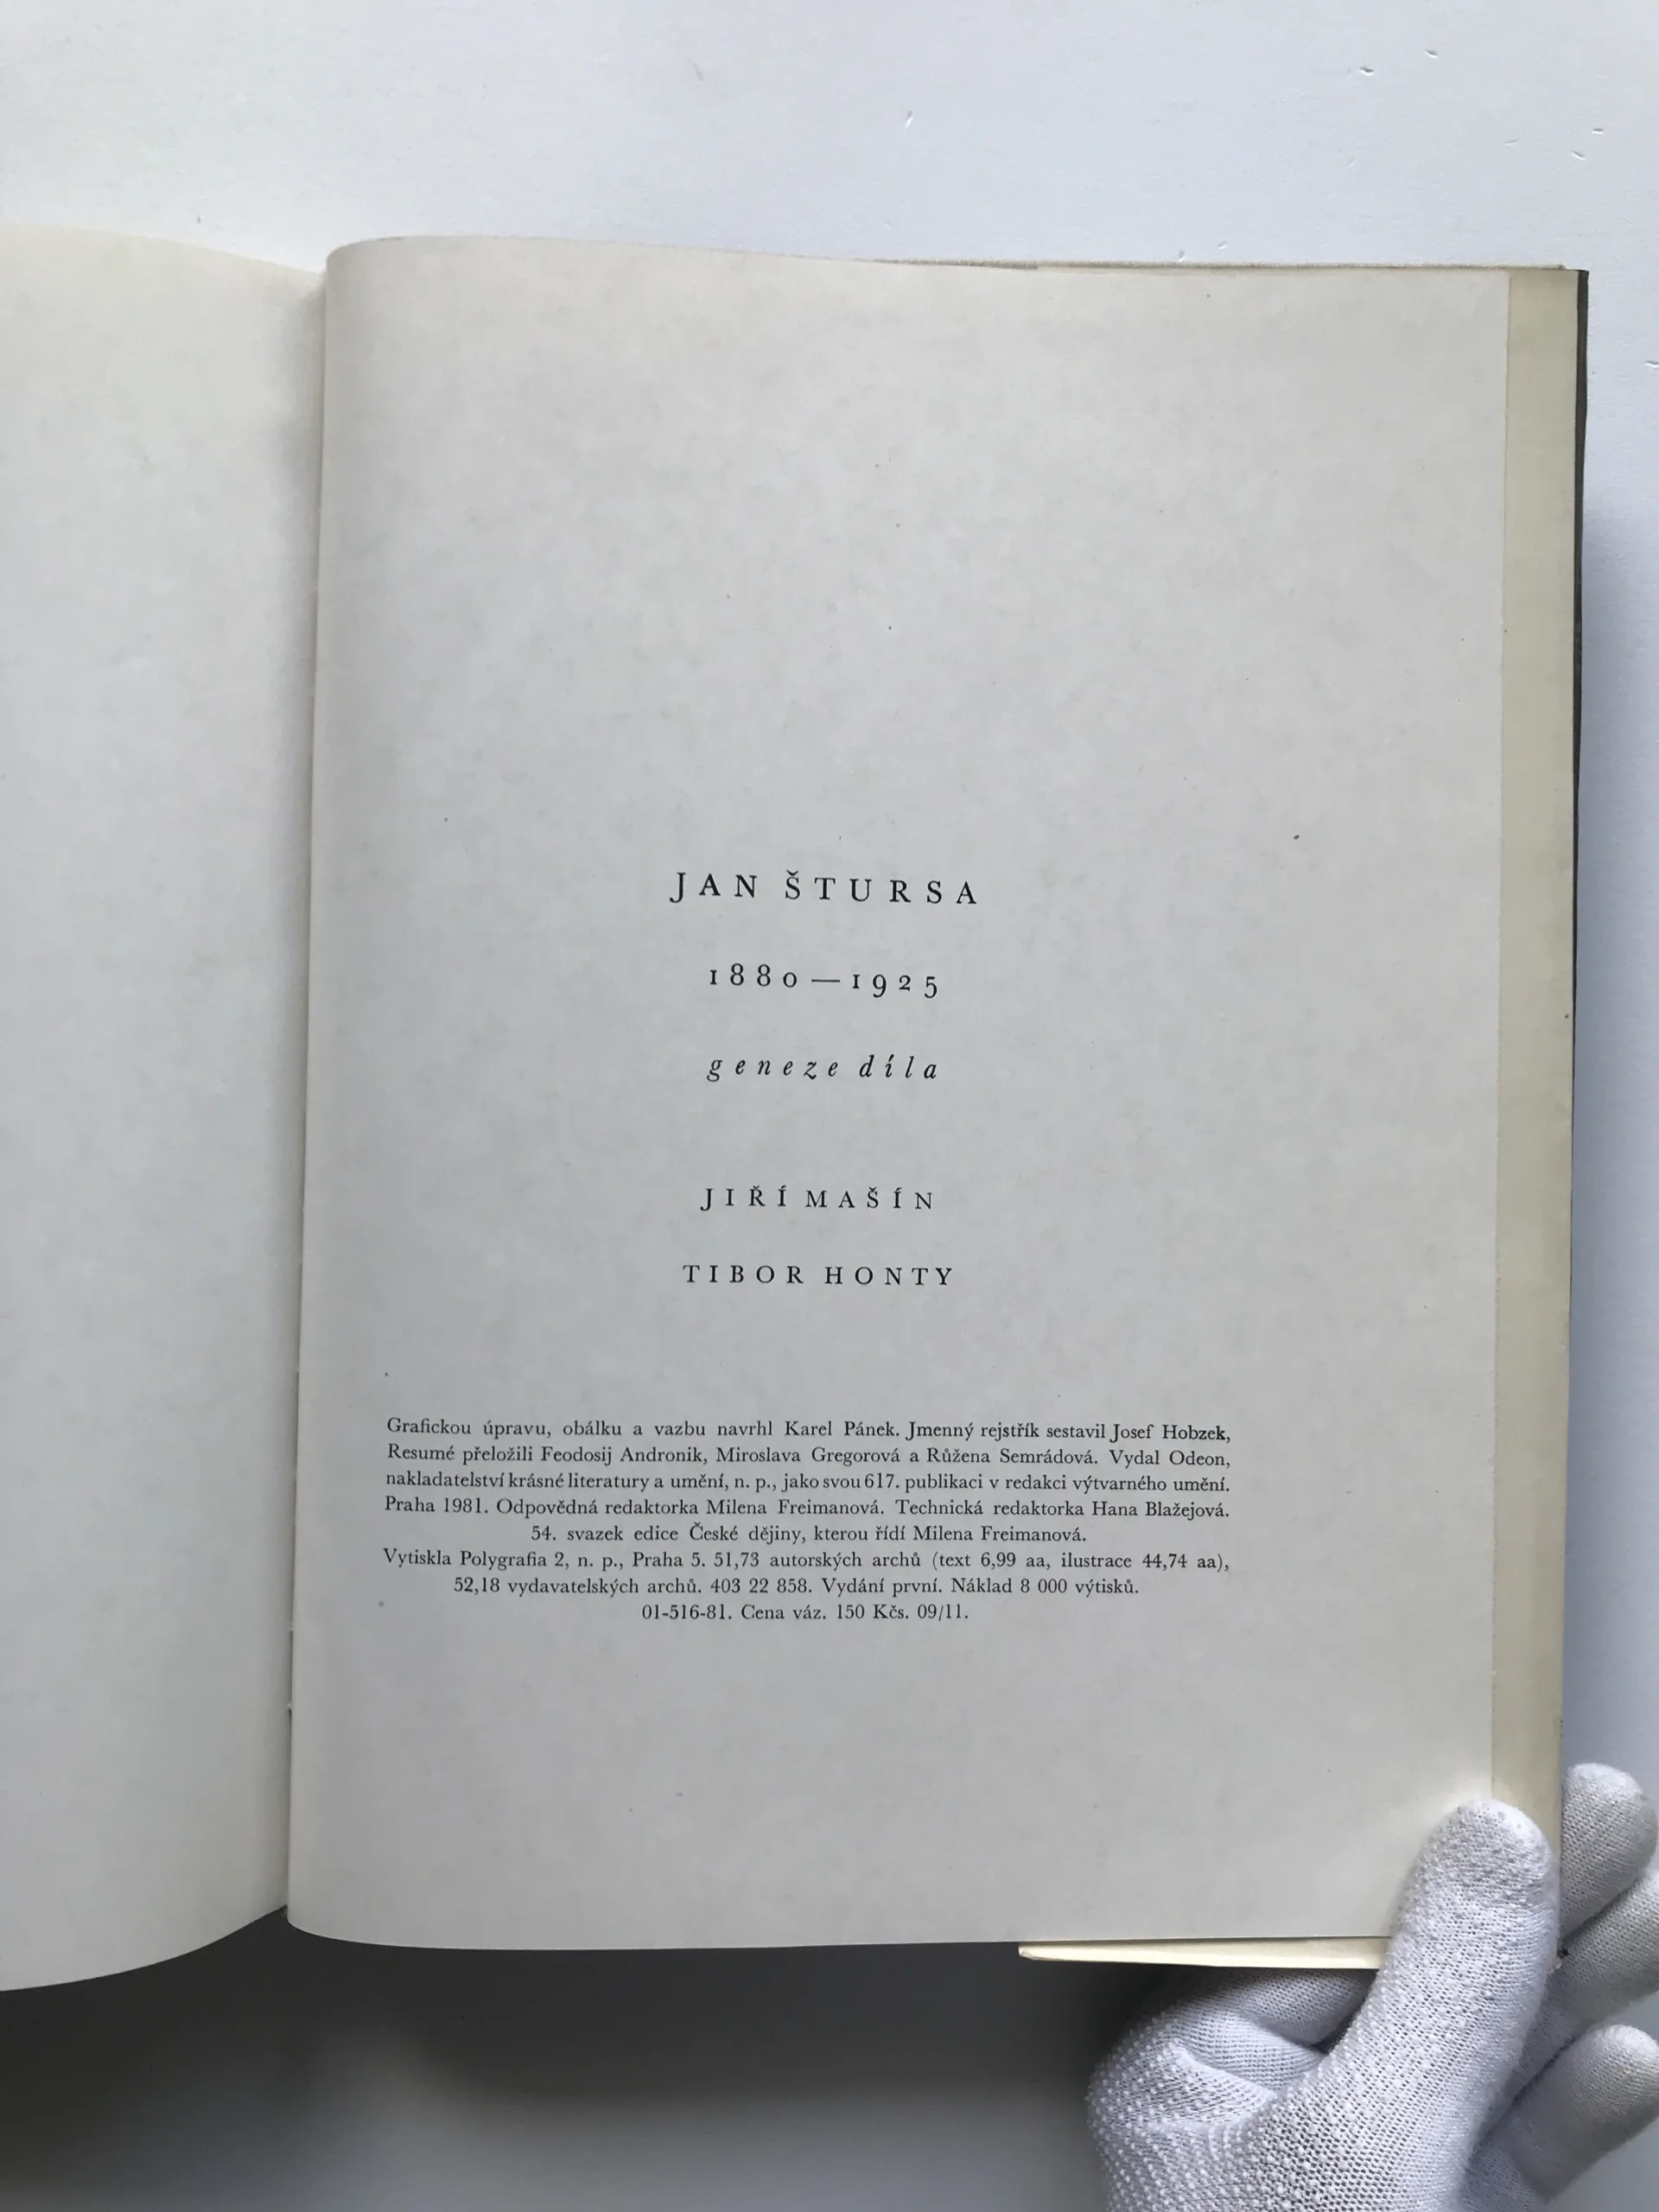 JAN ŠTURSA
1880—1925
geneze díla
JIŘÍ MAŠÍN
TIBOR HONTY
Grafickou úpravu, obálku a vazbu navrhl Karel Pánek. Jmenný rejstřík sestavil Josef Hobzek,
Resumé přeložili Feodosij Andronik, Miroslava Gregorová a Růžena Semrádová. Vydal Odeon,
nakladatelství krásné literatury a umění, n. p., jako svou 617. publikaci v redakci výtvarného umění.
Praha 1981. Odpovědná redaktorka Milena Freimanová. Technická redaktorka Hana Blažejová.
54. svazek edice České dějiny, kterou řídí Milena Freimanová.
Vytiskla Polygrafia 2, n. p., Praha 5. 51,73 autorských archů (text 6,99 aa, ilustrace 44,74 aa),
52,18 vydavatelských archů. 403 22 858. Vydání první. Náklad 8 000 výtisků.
01-516-81. Cena váz. 150 Kčs. 09/11.